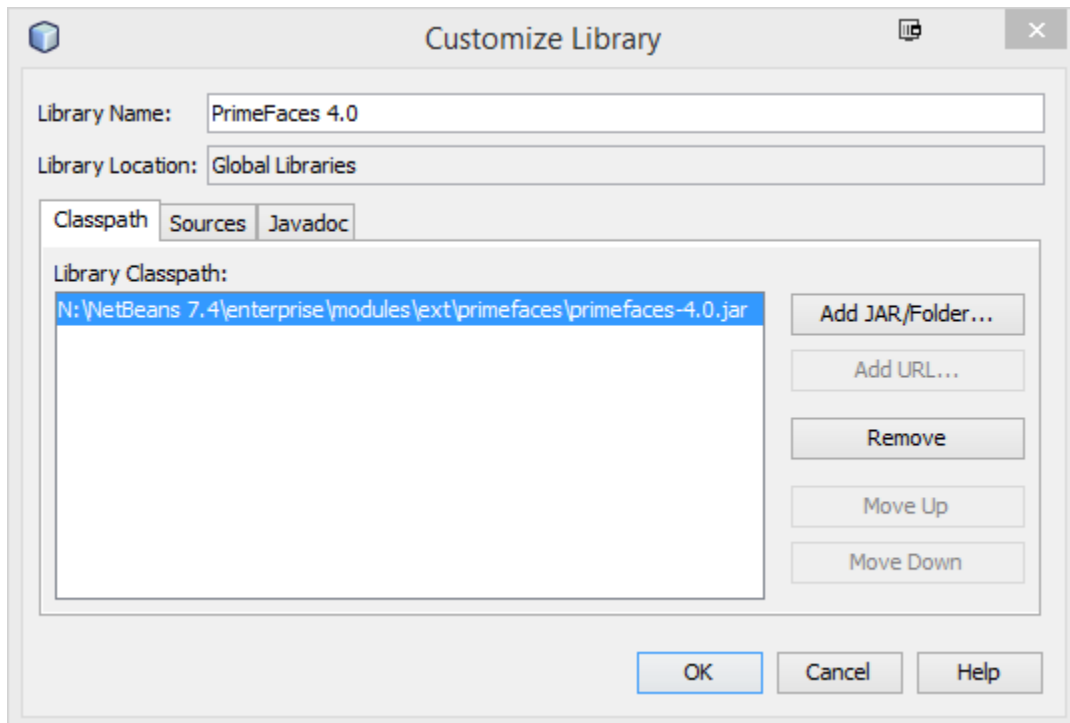 Customize Library
Library Name: PrimeFaces 4.0
Library Location: Global Libraries
Classpath Sources Javadoc
Library Classpath:
N:\NetBeans 7.4\enterprise\modules\ext\primefaces\primefaces-4.0.jar
Add JAR/Folder...
Add URL...
Remove
Move Up
Move Down
OK Cancel Help